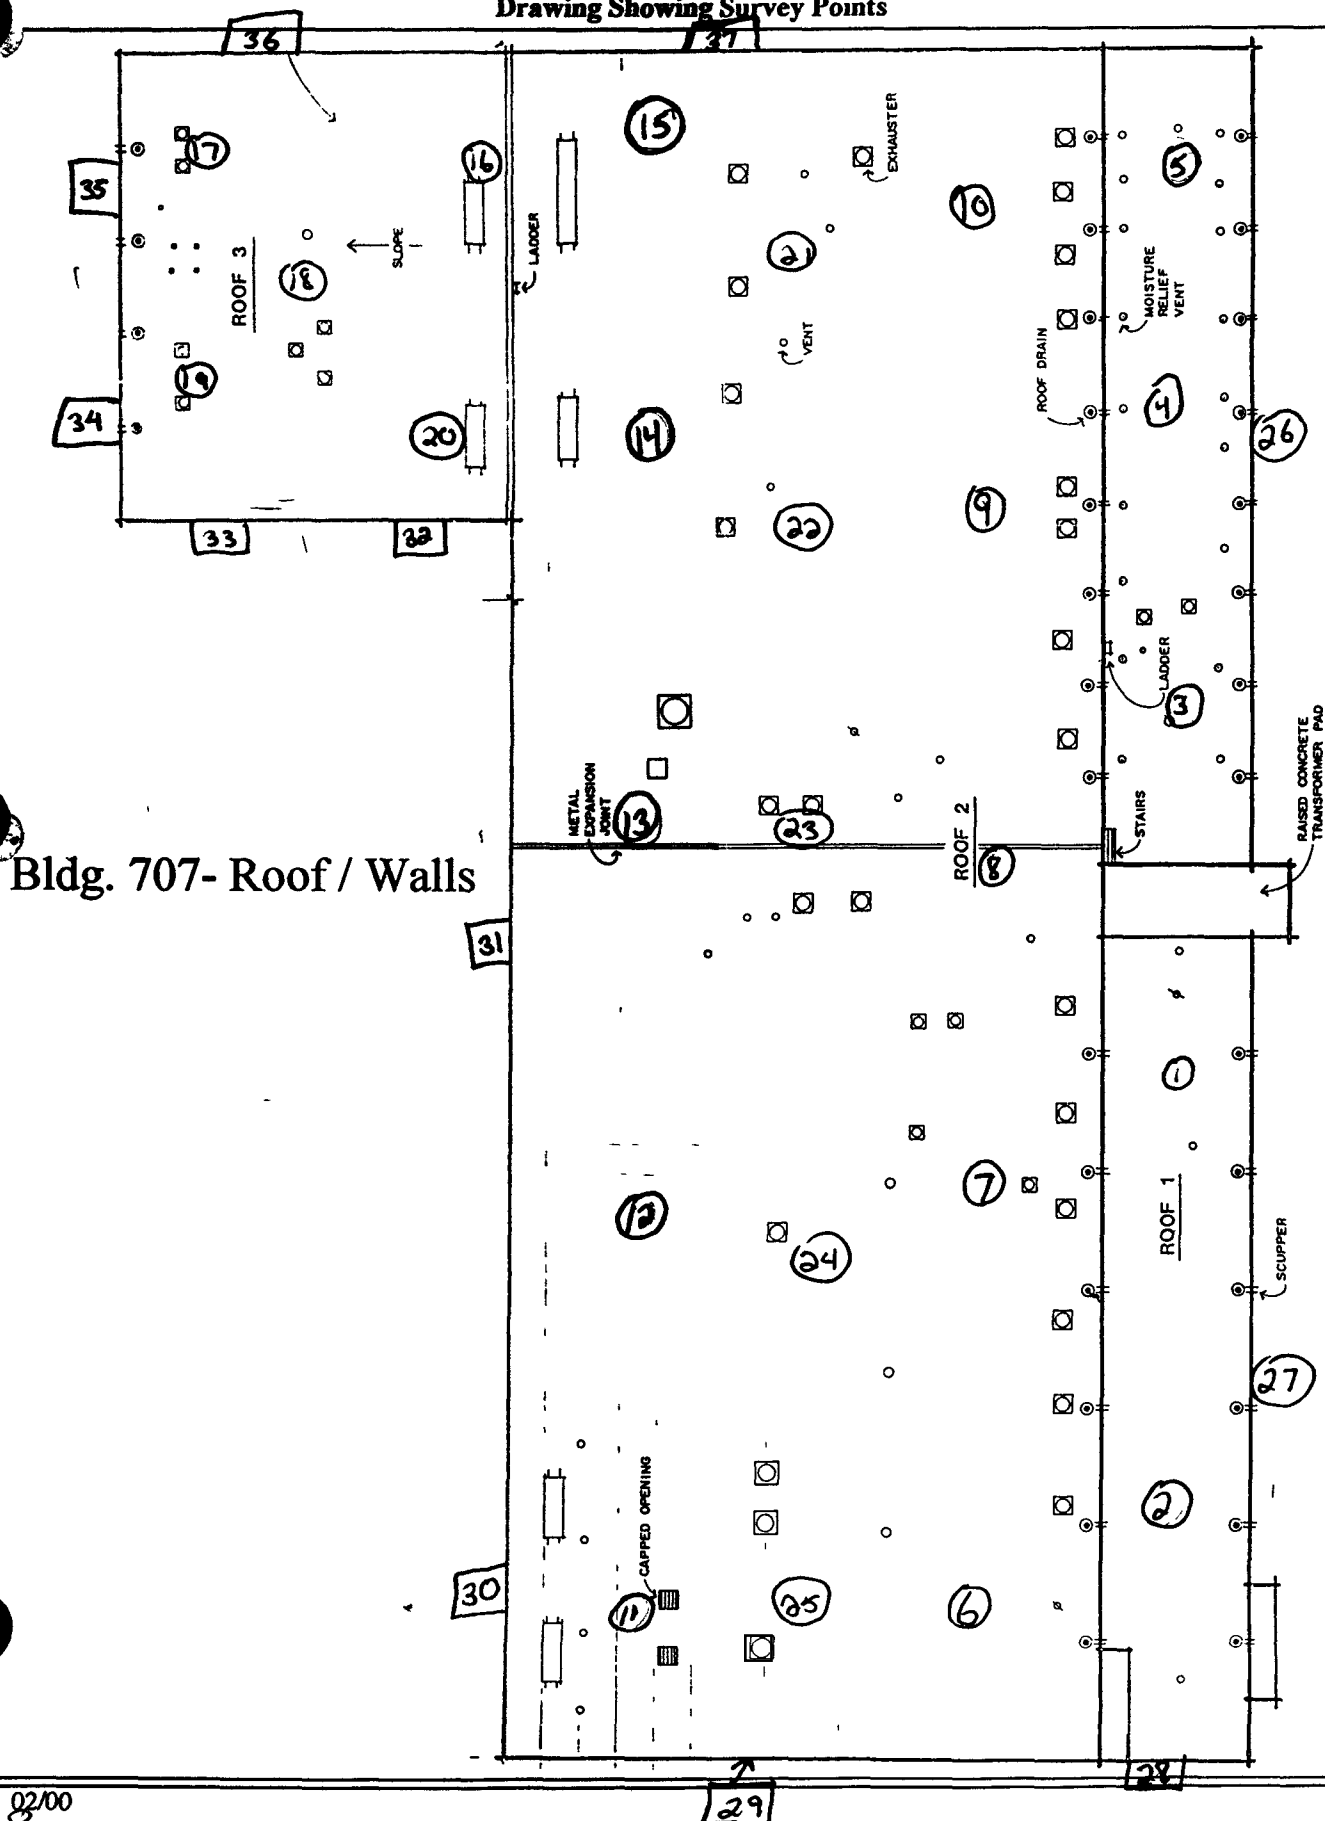 Drawing Showing Survey Points
36
37
15
17
16
EXHAUSTER
5
35
10
21
LADDER
SLOPE
ROOF 3
18
MOISTURE
RELIEF
VENT
VENT
ROOF DRAIN
19
4
34
20
14
26
9
22
33
32
LADDER
3
METAL
EXPANSION
JOINT
13
23
ROOF 2
8
STAIRS
RAISED CONCRETE
TRANSFORMER PAD
Bldg. 707- Roof / Walls
31
1
7
12
ROOF 1
24
SCUPPER
27
CAPPED OPENING
2
30
11
25
6
28
29
02/00